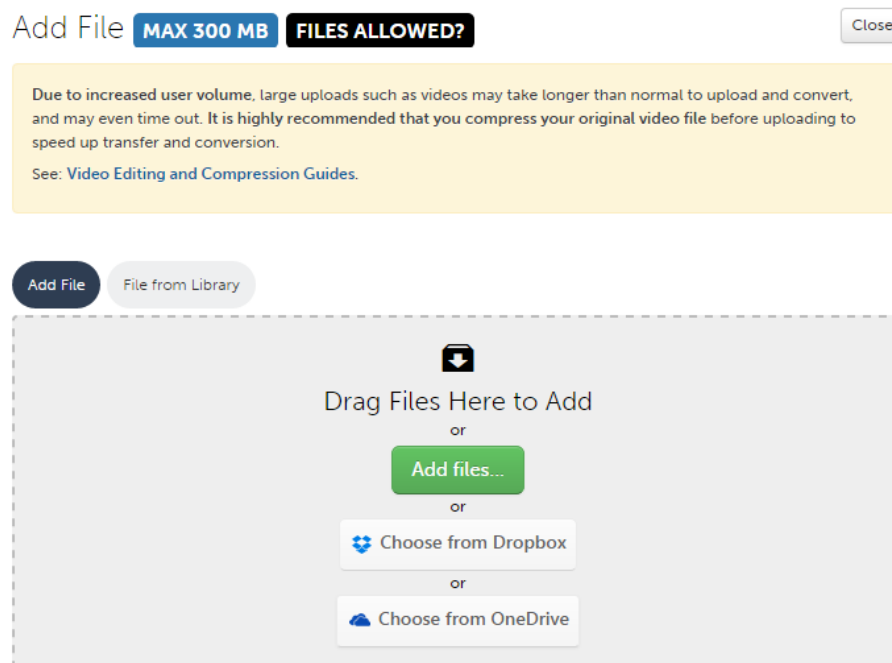 Add File MAX 300 MB FILES ALLOWED?
Close
Due to increased user volume, large uploads such as videos may take longer than normal to upload and convert,
and may even time out. It is highly recommended that you compress your original video file before uploading to
speed up transfer and conversion.
See: Video Editing and Compression Guides.
Add File
File from Library
Drag Files Here to Add
or
Add files...
or
Choose from Dropbox
or
Choose from OneDrive